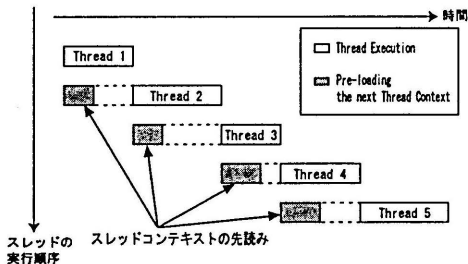 時間
Thread Execution
Pre-loading
the next Thread Context
Thread 1
Thread 2
Thread 3
Thread 4
Thread 5
スレッドコンテキストの先読み
スレッドの
実行順序